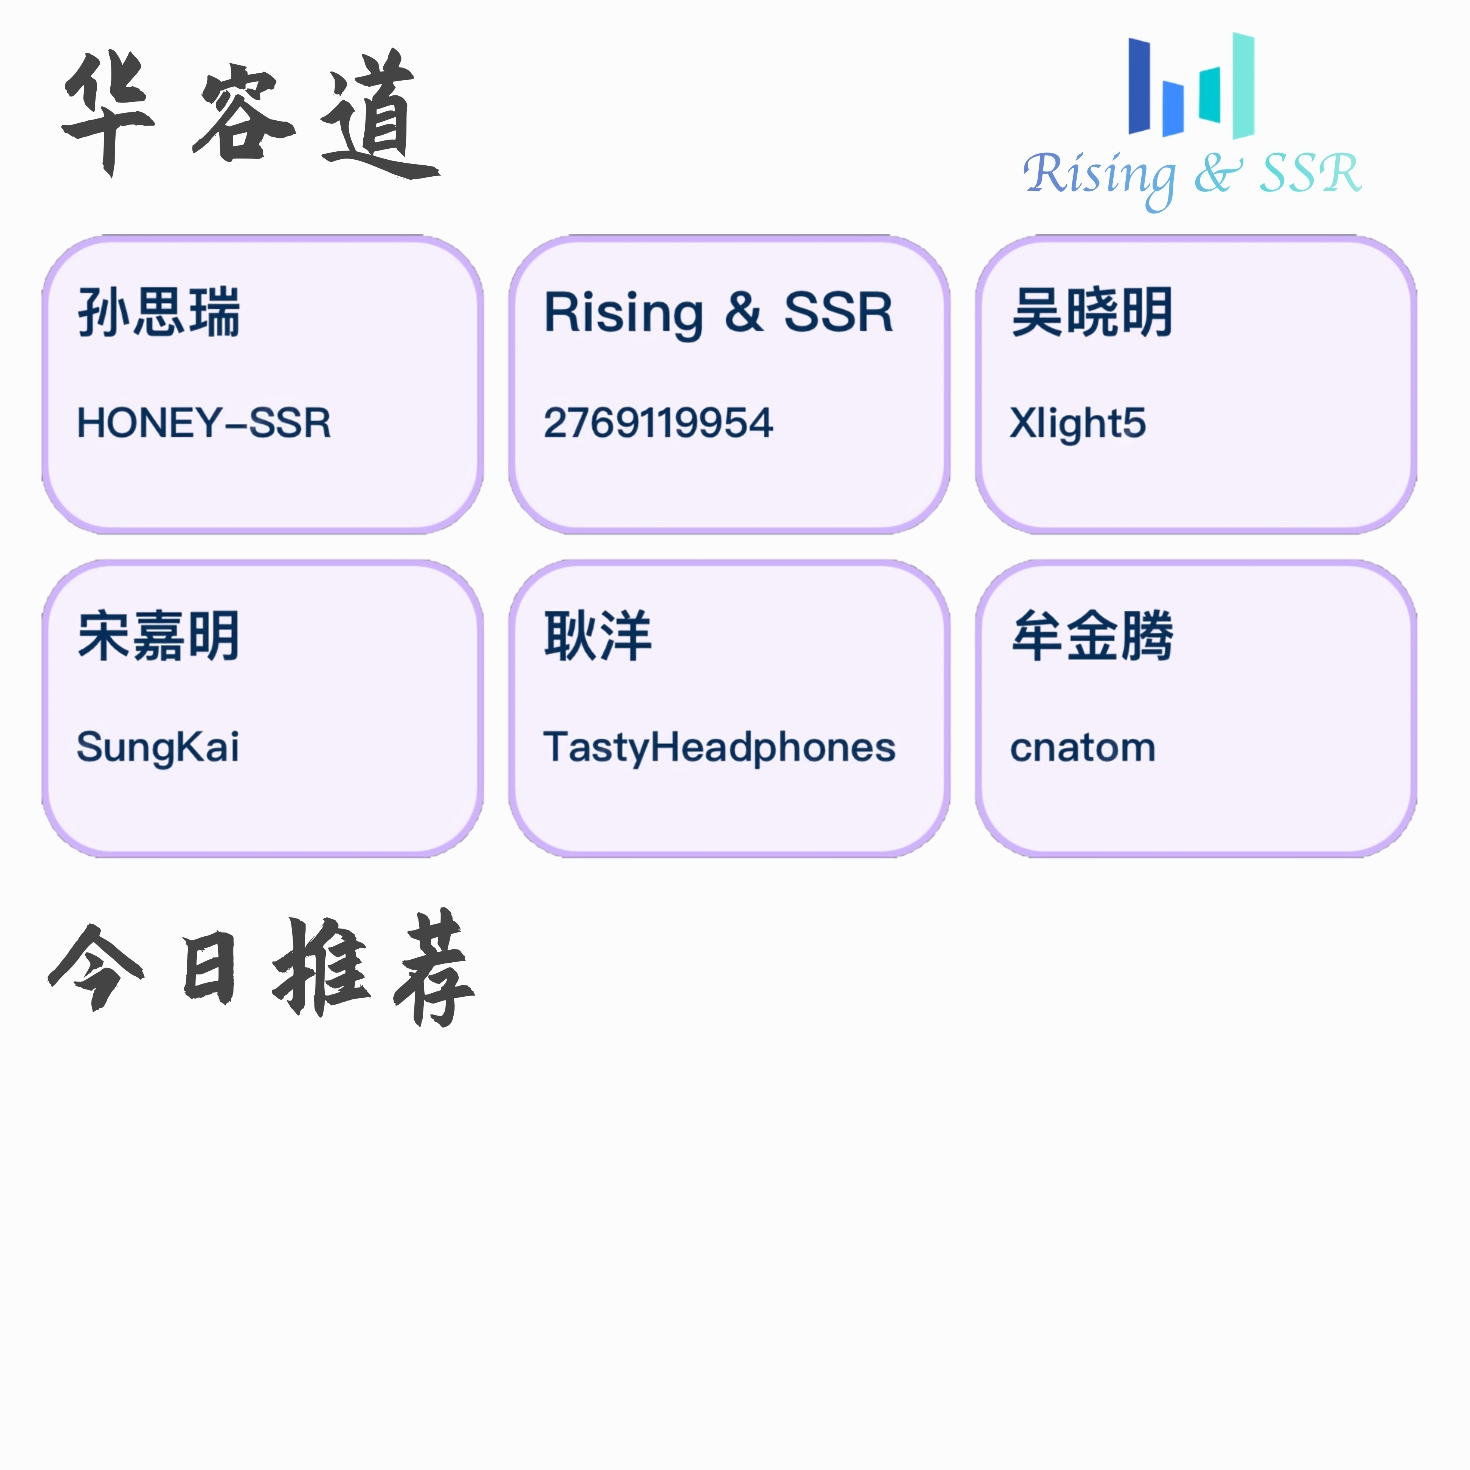 华容道
Rising & SSR
孙思瑞
HONEY-SSR
Rising & SSR
2769119954
吴晓明
Xlight5
宋嘉明
SungKai
耿洋
TastyHeadphones
牟金腾
cnatom
今日推荐